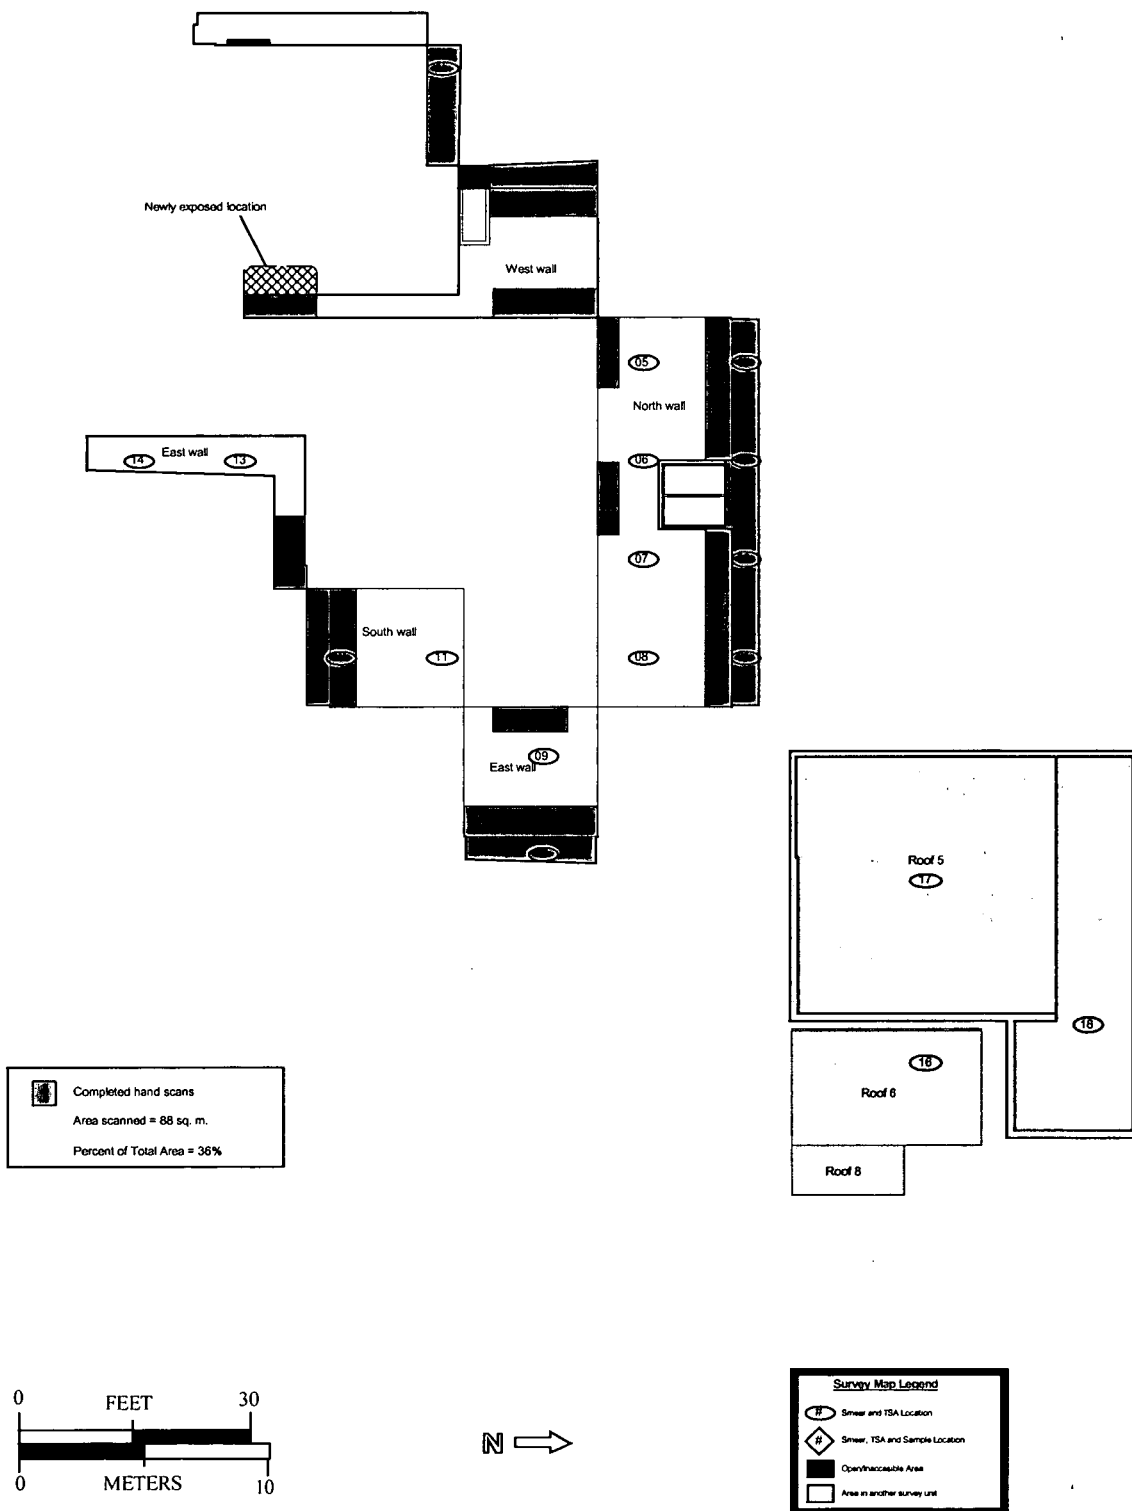 Newly exposed location
West wall
05
North wall
14
East wall
13
06
07
South wall
11
08
East wall
09
Roof 5
17
18
16
Roof 6
Roof 8
Completed hand scans
Area scanned = 88 sq. m.
Percent of Total Area = 36%
0 FEET 30
0 METERS 10
N
Survey Map Legend
# Smear and TSA Location
# Smear, TSA and Sample Location
Open/Inaccessible Area
Area in another survey unit